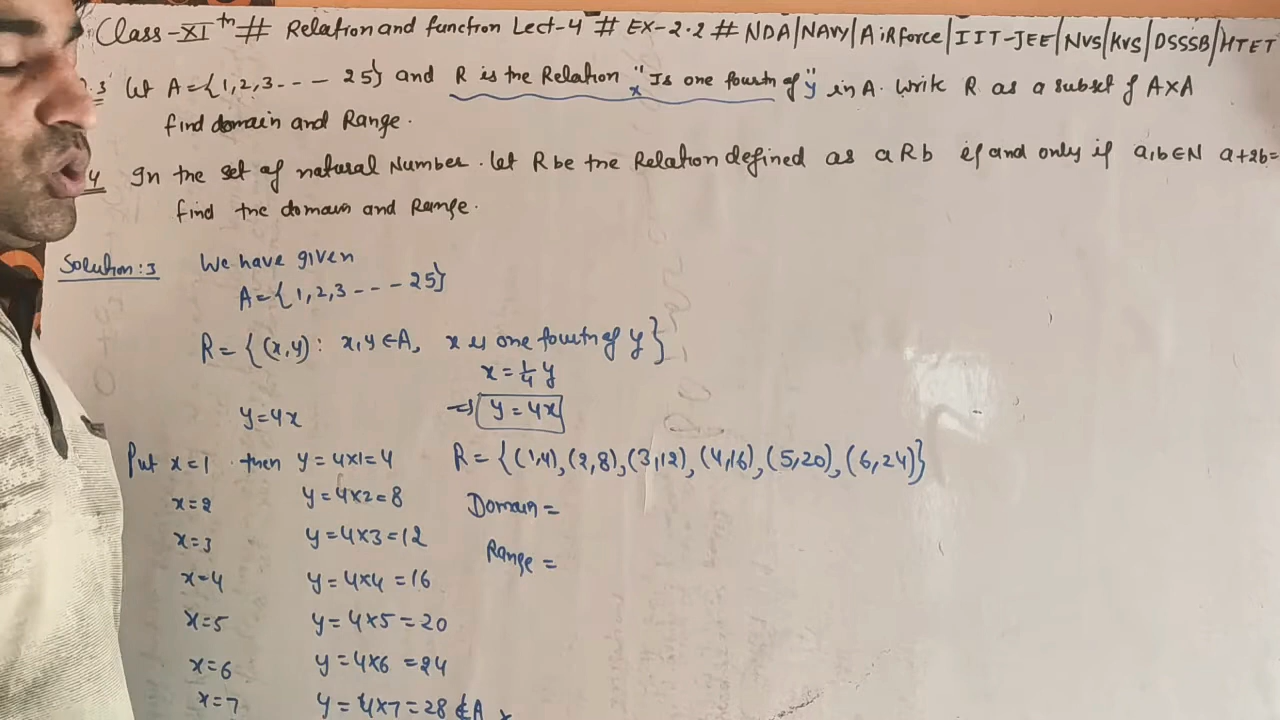 Class-XIth # Relation and function Lect-4 # EX-2.2 # NDA/NAVY/AiRforce/IIT-JEE/NVS/KVS/DSSSB/HTET
.3 Let A={1,2,3---- 25} and R is the Relation "Is one fourth of" in A. Write R as a subset of A×A
x y
find domain and Range.
4 In the set of natural Number. Let R be the Relation defined as aRb if and only if a,b∈N a+2b=
find the domain and Range.
Solution:3 We have given
A={1,2,3---- 25}
R={(x,y): x,y∈A, x is one fourth of y}
x=1/4 y
y=4x ⇒ y=4x
Put x=1 then y=4×1=4 R={(1,4),(2,8),(3,12),(4,16),(5,20),(6,24)}
x=2 y=4×2=8 Domain=
x=3 y=4×3=12 Range=
x=4 y=4×4=16
x=5 y=4×5=20
x=6 y=4×6=24
x=7 y=4×7=28∉A